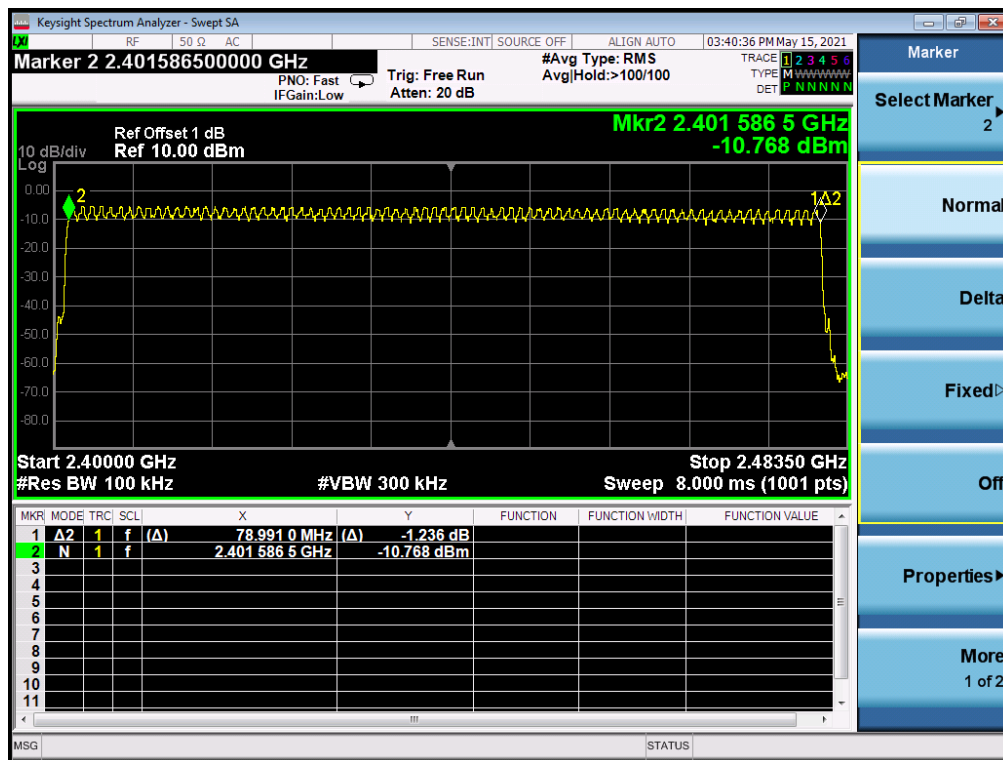 Keysight Spectrum Analyzer - Swept SA
LXI RF 50 Ω AC SENSE:INT SOURCE OFF ALIGN AUTO 03:40:36 PM May 15, 2021
Marker 2 2.401586500000 GHz
PNO: Fast
IFGain:Low
Trig: Free Run
Atten: 20 dB
#Avg Type: RMS
Avg|Hold:>100/100
TRACE 1 2 3 4 5 6
TYPE M WWWWW
DET P N N N N N
Ref Offset 1 dB
Ref 10.00 dBm
10 dB/div
Log
Mkr2 2.401 586 5 GHz
-10.768 dBm
0.00
-10.0
-20.0
-30.0
-40.0
-50.0
-60.0
-70.0
-80.0
2
1Δ2
Start 2.40000 GHz Stop 2.48350 GHz
#Res BW 100 kHz #VBW 300 kHz Sweep 8.000 ms (1001 pts)
MKR MODE TRC SCL X Y FUNCTION FUNCTION WIDTH FUNCTION VALUE
1 Δ2 1 f (Δ) 78.991 0 MHz (Δ) -1.236 dB
2 N 1 f 2.401 586 5 GHz -10.768 dBm
3
4
5
6
7
8
9
10
11
MSG STATUS
Marker
Select Marker
2
Normal
Delta
Fixed
Off
Properties
More
1 of 2